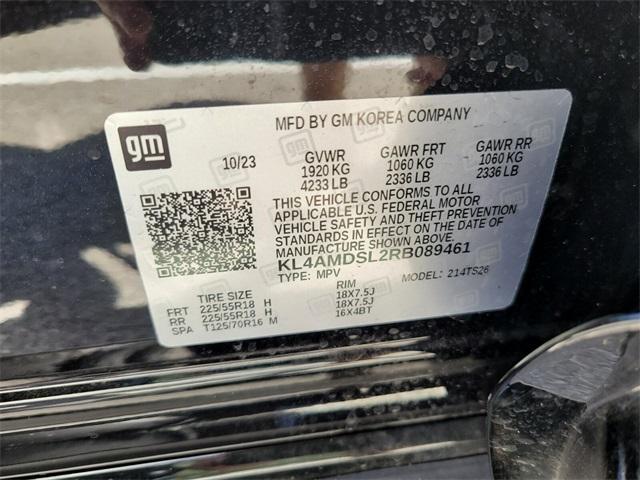 MFD BY GM KOREA COMPANY
gm
10/23 GVWR GAWR FRT GAWR RR
1920 KG 1060 KG 1060 KG
4233 LB 2336 LB 2336 LB
THIS VEHICLE CONFORMS TO ALL
APPLICABLE U.S. FEDERAL MOTOR
VEHICLE SAFETY AND THEFT PREVENTION
STANDARDS IN EFFECT ON THE DATE OF
MANUFACTURE SHOWN ABOVE.
KL4AMDSL2RB089461
TYPE: MPV MODEL: 214TS26
TIRE SIZE RIM
FRT 225/55R18 H 18X7.5J
RR 225/55R18 H 18X7.5J
SPA T125/70R16 M 16X4BT